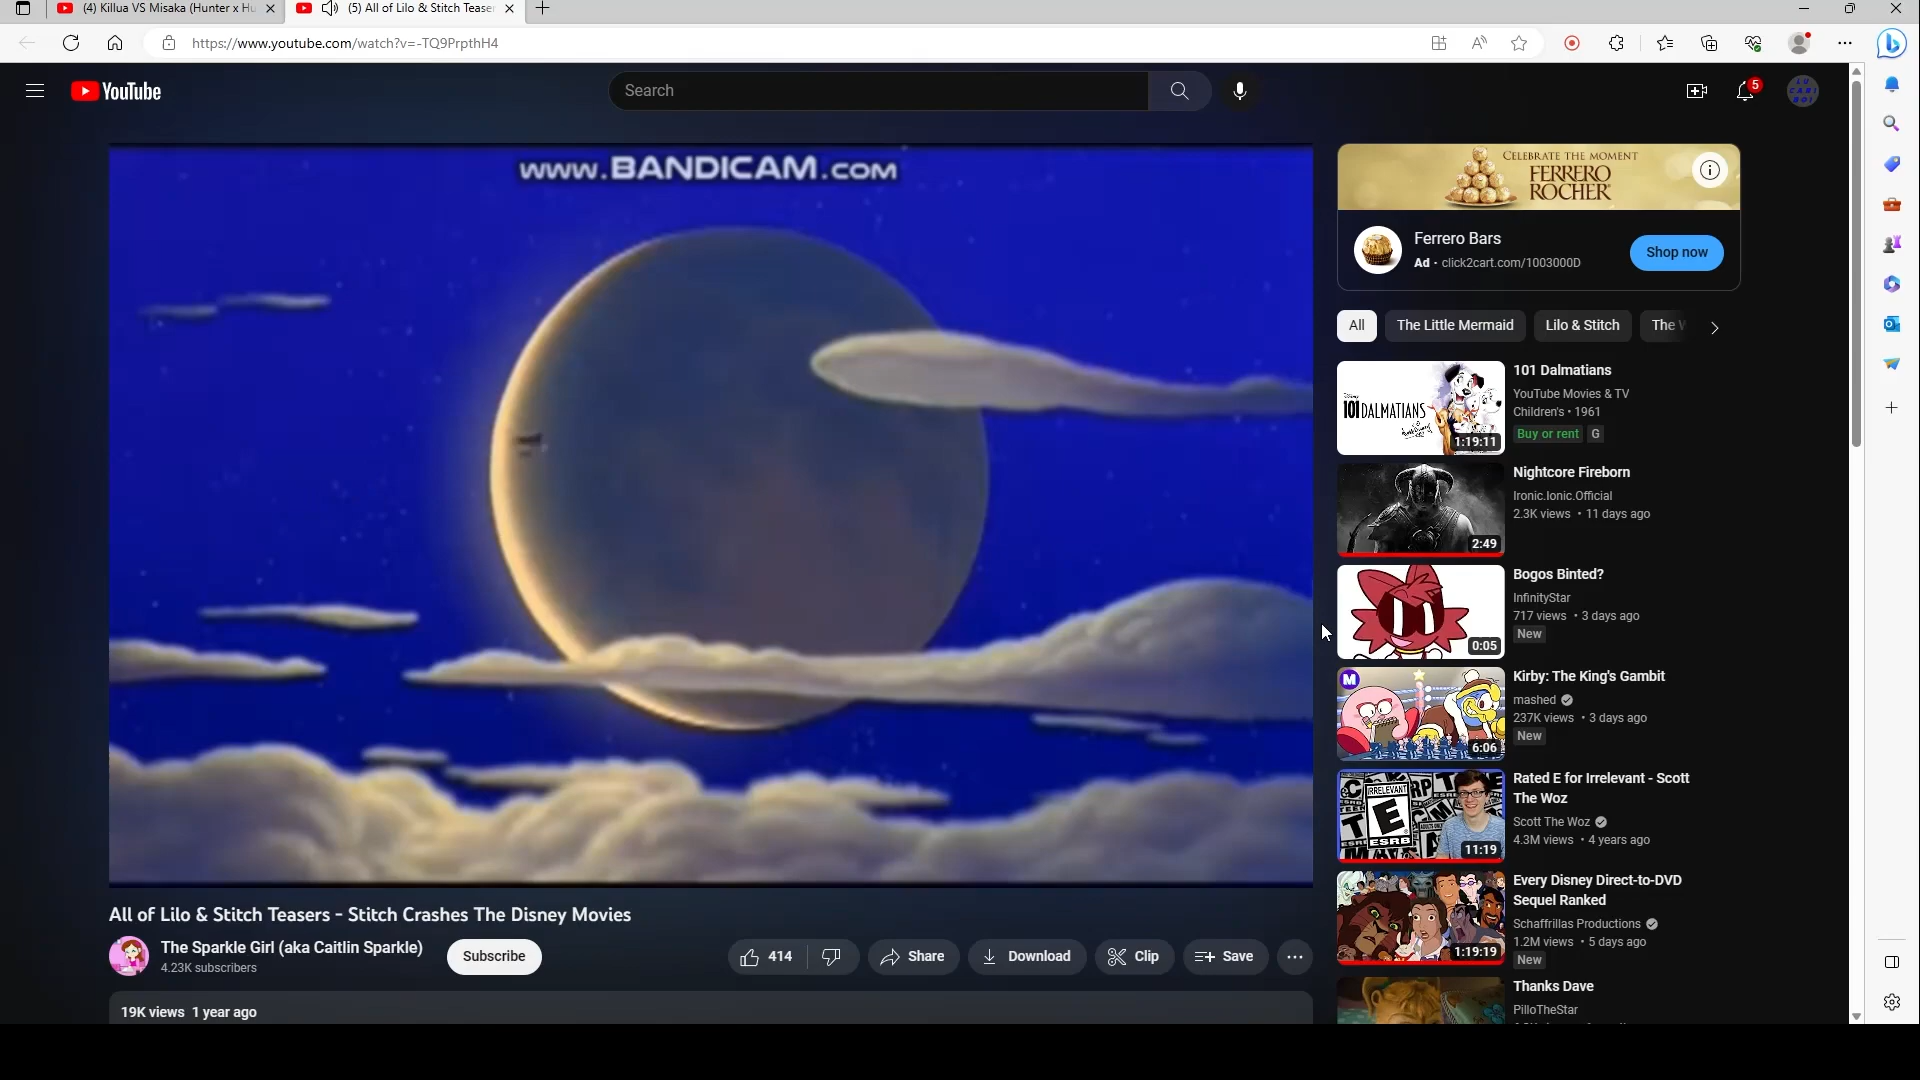 (4) Killua VS Misaka (Hunter x Hu
(5) All of Lilo & Stitch Teaser
https://www.youtube.com/watch?v=-TQ9PrpthH4
YouTube
Search
5
www.BANDICAM.com
CELEBRATE THE MOMENT
FERRERO
ROCHER
Ferrero Bars
Ad · click2cart.com/1003000D
Shop now
All
The Little Mermaid
Lilo & Stitch
The W
101 DALMATIANS
1:19:11
101 Dalmatians
YouTube Movies & TV
Children's • 1961
Buy or rent
G
2:49
Nightcore Fireborn
Ironic.Ionic.Official
2.3K views • 11 days ago
0:05
Bogos Binted?
InfinityStar
717 views • 3 days ago
New
M
6:06
Kirby: The King's Gambit
mashed
237K views • 3 days ago
New
IRRELEVANT
E
ESRB
11:19
Rated E for Irrelevant - Scott
The Woz
Scott The Woz
4.3M views • 4 years ago
1:19:19
Every Disney Direct-to-DVD
Sequel Ranked
Schaffrillas Productions
1.2M views • 5 days ago
New
Thanks Dave
PilloTheStar
All of Lilo & Stitch Teasers - Stitch Crashes The Disney Movies
The Sparkle Girl (aka Caitlin Sparkle)
4.23K subscribers
Subscribe
414
Share
Download
Clip
Save
19K views 1 year ago